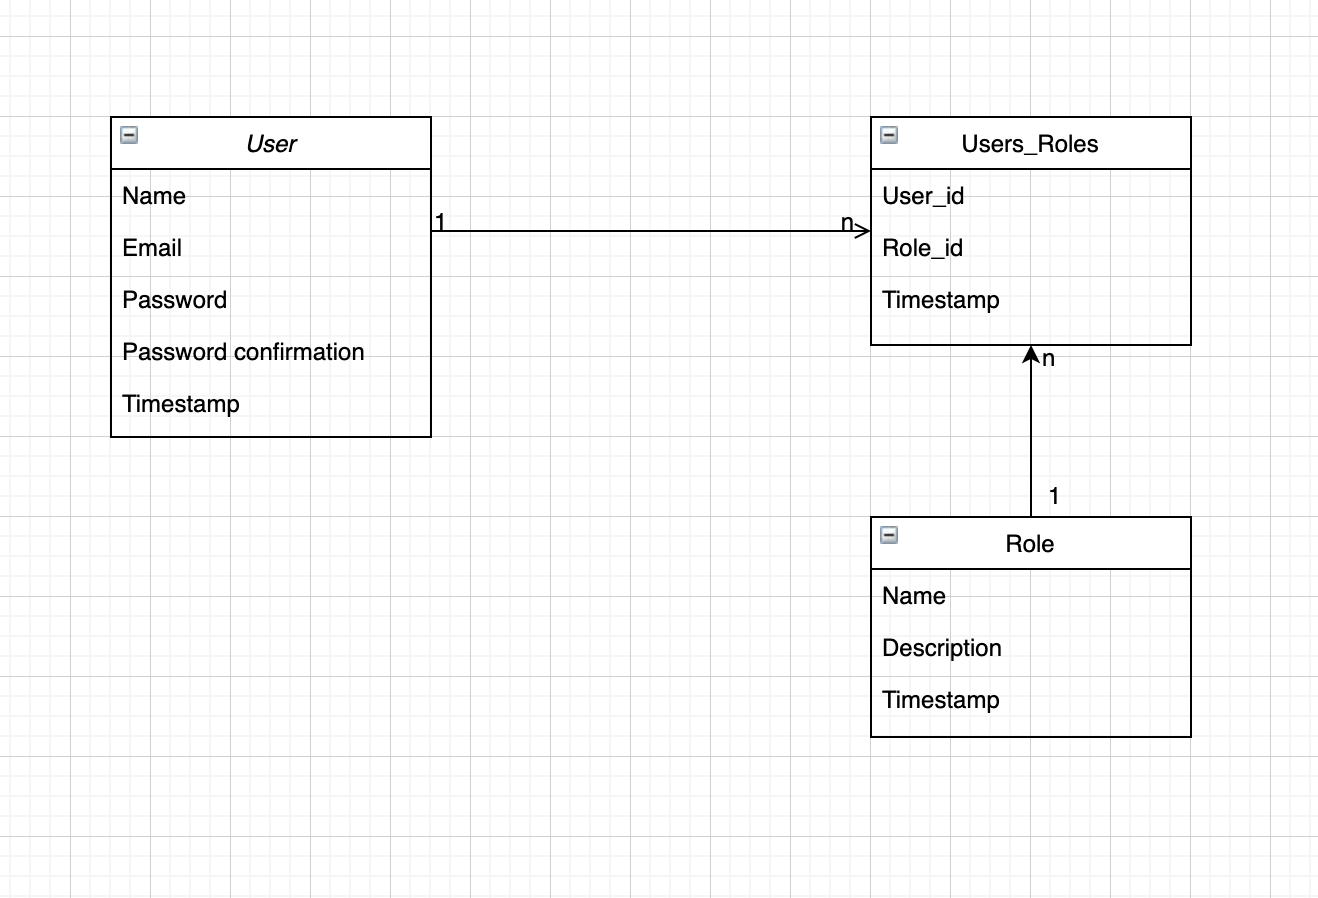 User
Name
Email
Password
Password confirmation
Timestamp
1
n
Users_Roles
User_id
Role_id
Timestamp
n
1
Role
Name
Description
Timestamp